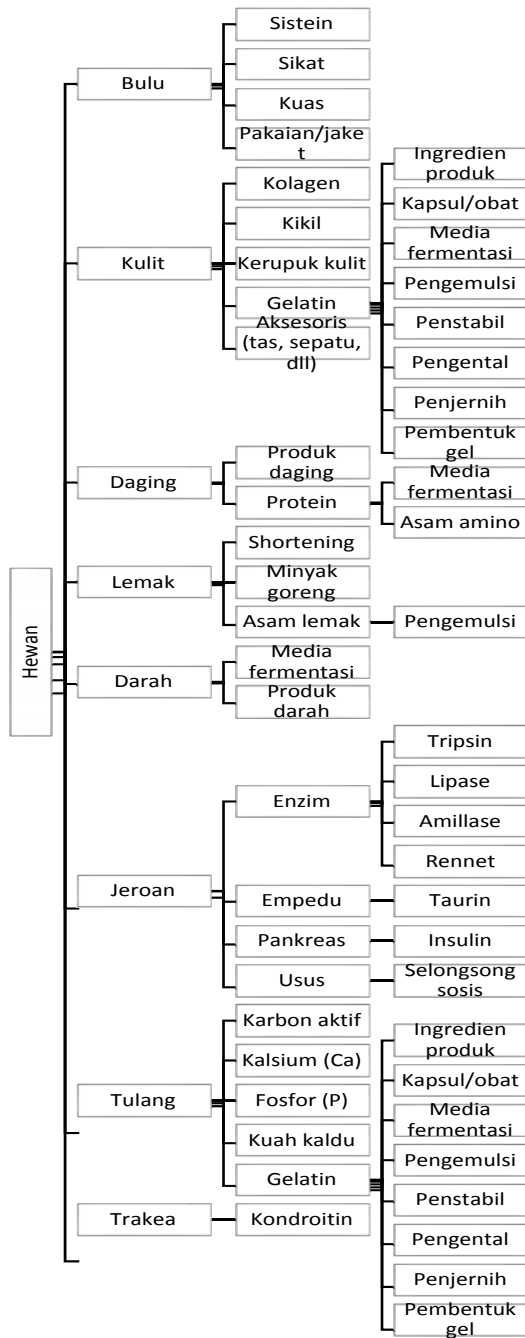 Hewan
Bulu
Sistein
Sikat
Kuas
Pakaian/jake
t
Kulit
Kolagen
Kikil
Kerupuk kulit
Gelatin
Ingredien
produk
Kapsul/obat
Media
fermentasi
Pengemulsi
Penstabil
Pengental
Penjernih
Pembentuk
gel
Aksesoris
(tas, sepatu,
dll)
Daging
Produk
daging
Protein
Media
fermentasi
Asam amino
Lemak
Shortening
Minyak
goreng
Asam lemak
Pengemulsi
Darah
Media
fermentasi
Produk
darah
Jeroan
Enzim
Tripsin
Lipase
Amillase
Rennet
Empedu
Taurin
Pankreas
Insulin
Usus
Selongsong
sosis
Tulang
Karbon aktif
Kalsium (Ca)
Fosfor (P)
Kuah kaldu
Gelatin
Ingredien
produk
Kapsul/obat
Media
fermentasi
Pengemulsi
Penstabil
Pengental
Penjernih
Pembentuk
gel
Trakea
Kondroitin